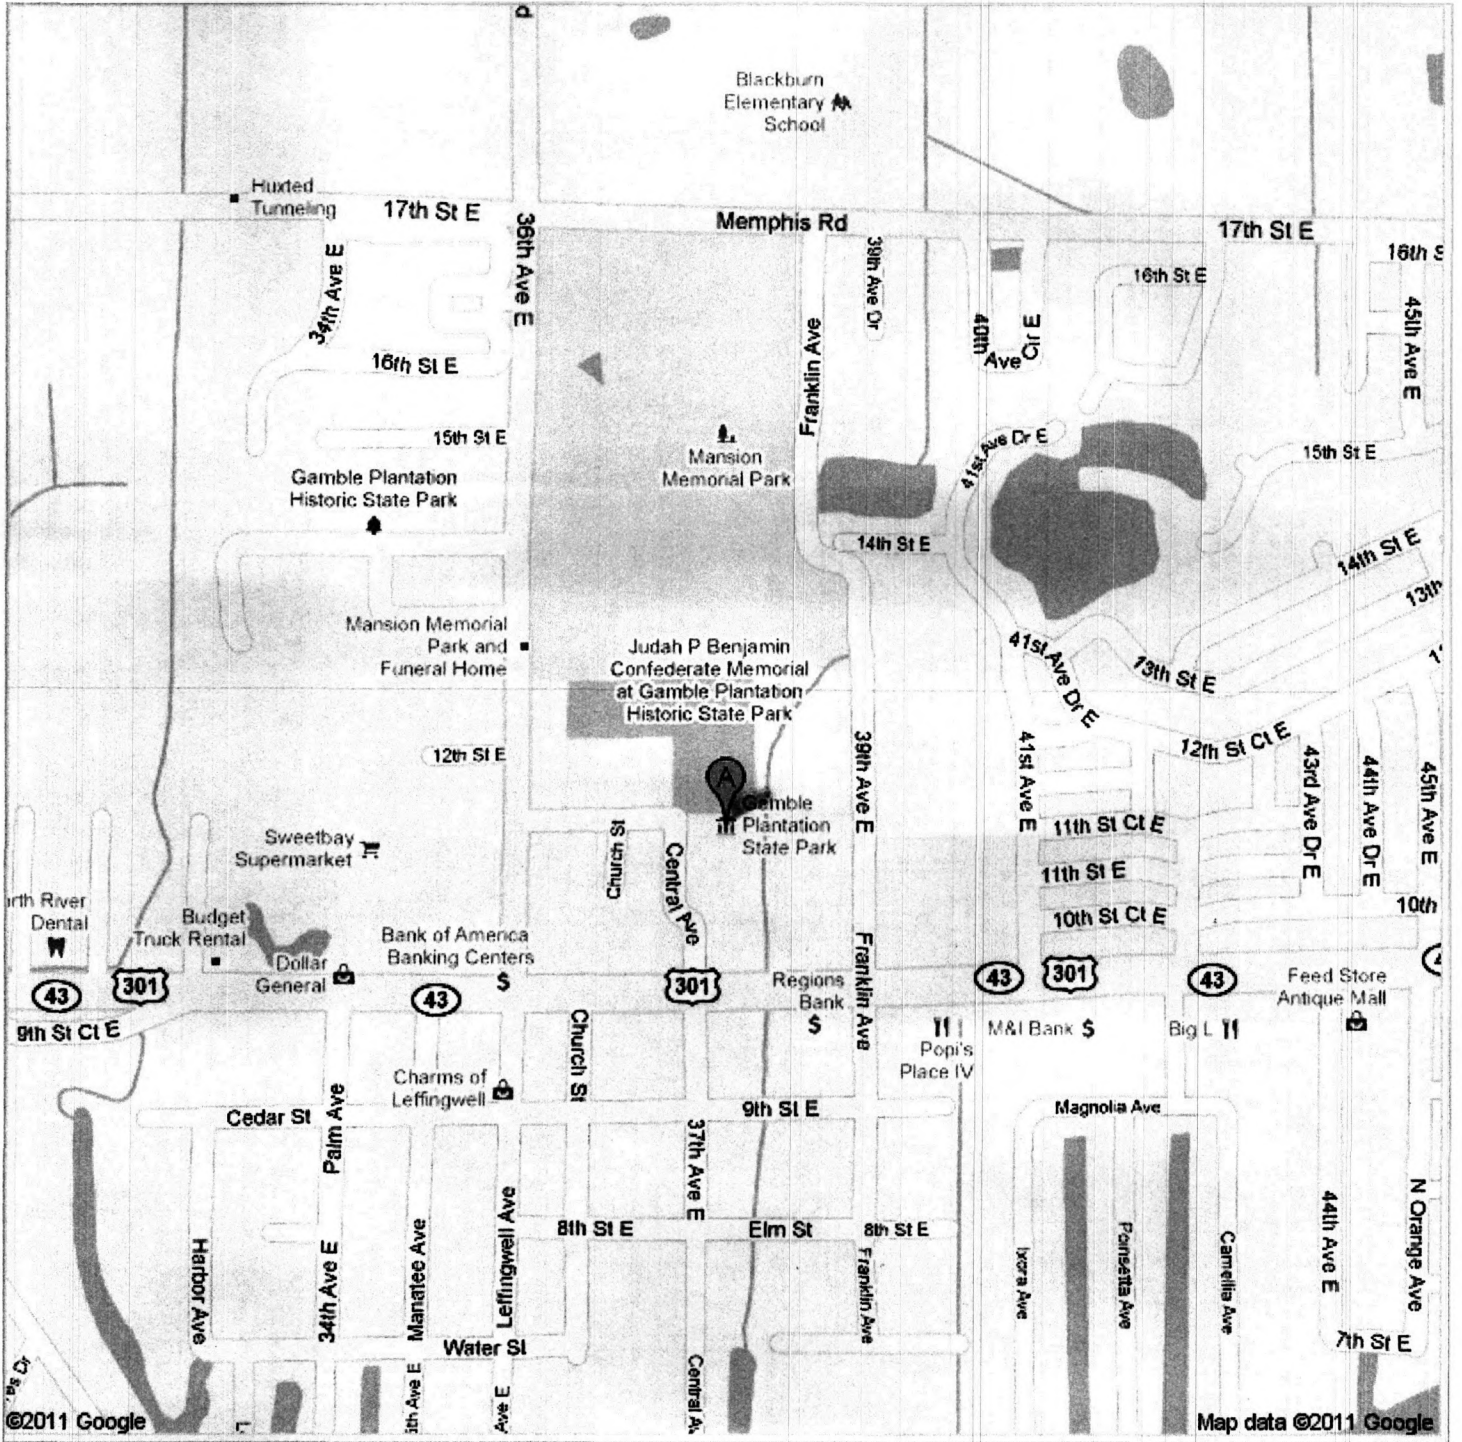 d
Blackburn
Elementary
School
Huxted
Tunneling
17th St E
36th Ave E
Memphis Rd
17th St E
16th S
34th Ave E
39th Ave Dr
16th St E
45th Ave E
Franklin Ave
40th Ave Cir E
16th St E
15th St E
Mansion
Memorial Park
41st Ave Dr E
15th St E
Gamble Plantation
Historic State Park
14th St E
14th St E
13th
Mansion Memorial
Park and
Funeral Home
Judah P Benjamin
Confederate Memorial
at Gamble Plantation
Historic State Park
41st Ave Dr E
13th St E
12th St E
39th Ave E
41st Ave E
12th St Ct E
43rd Ave Dr E
44th Ave Dr E
45th Ave E
A
Gamble
Plantation
State Park
11th St Ct E
Sweetbay
Supermarket
Church St
Central Ave
11th St E
10th St Ct E
10th
rth River
Dental
Budget
Truck Rental
Bank of America
Banking Centers
Dollar
General
Franklin Ave
43
301
43
301
Regions
Bank
43
301
43
Feed Store
Antique Mall
9th St Ct E
Church St
Popi's
Place IV
M&I Bank
Big L
Charms of
Leffingwell
Cedar St
Palm Ave
9th St E
Magnolia Ave
37th Ave E
8th St E
Elm St
8th St E
Harbor Ave
34th Ave E
Manatee Ave
Leffingwell Ave
Franklin Ave
Ixora Ave
Poinsetta Ave
Camellia Ave
44th Ave E
N Orange Ave
Water St
7th St E
Dr
ith Ave E
Ave E
Central Av
©2011 Google
Map data ©2011 Google